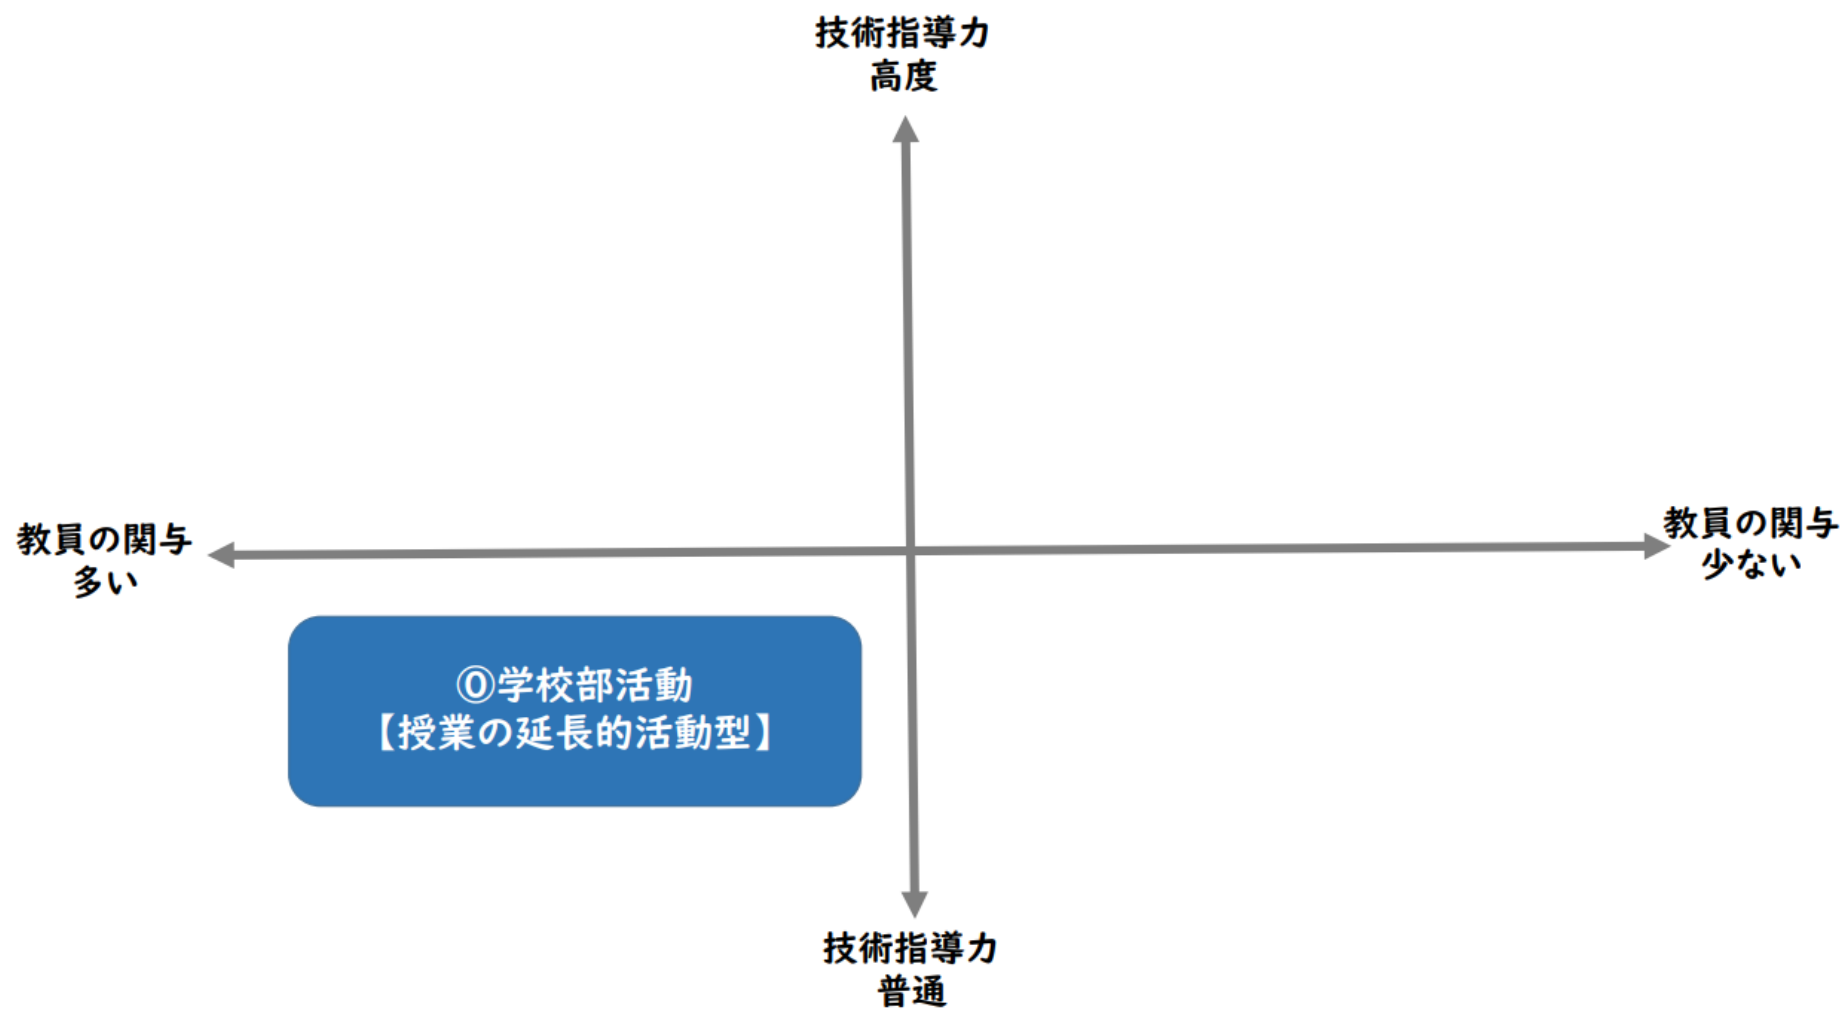 技術指導力
高度
教員の関与
多い
教員の関与
少ない
⓪学校部活動
【授業の延長的活動型】
技術指導力
普通